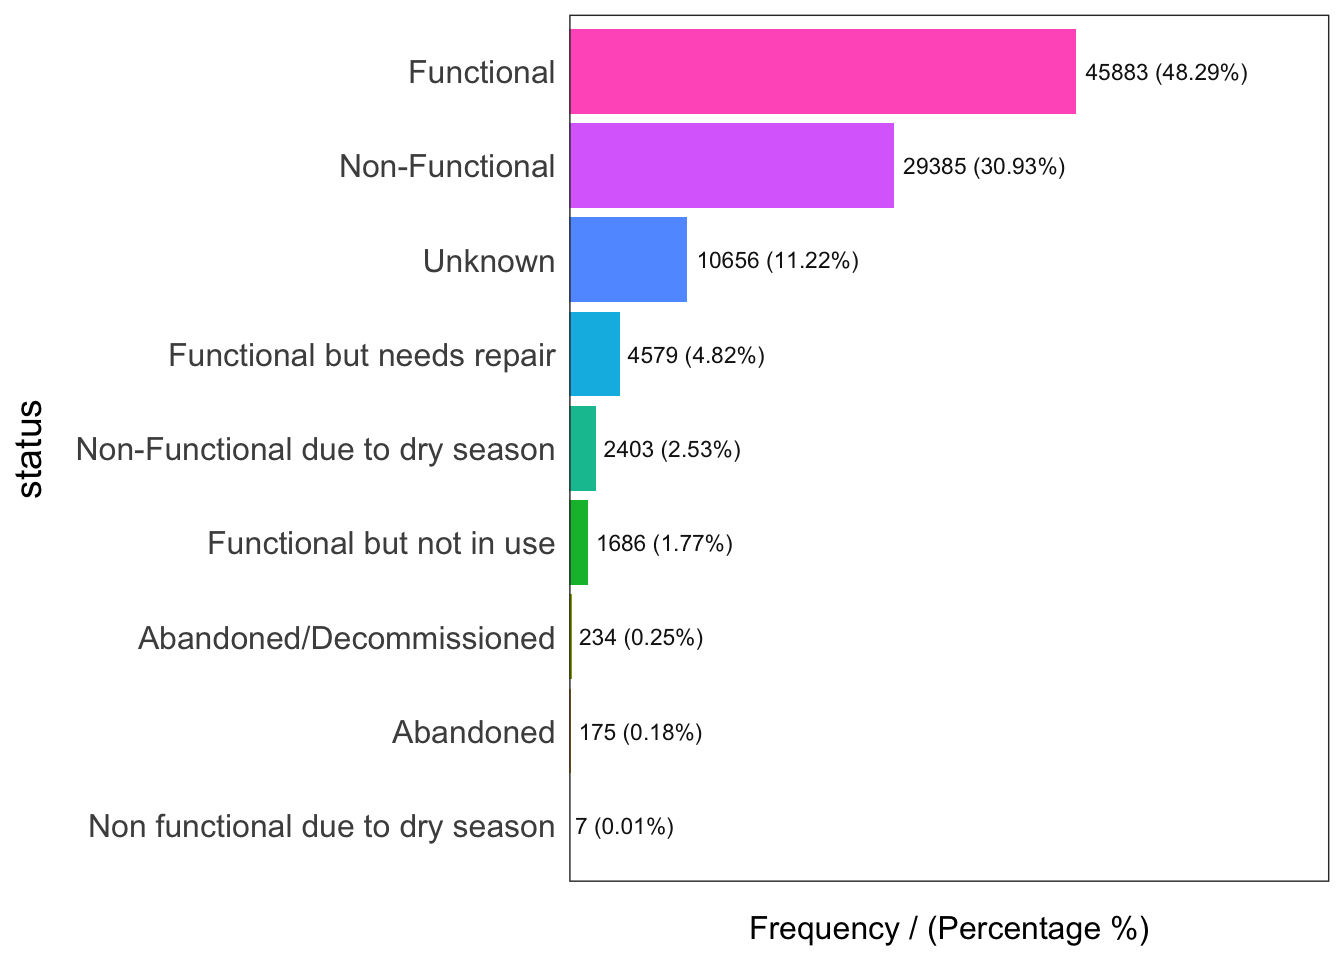 Functional 45883 (48.29%)
Non-Functional 29385 (30.93%)
Unknown 10656 (11.22%)
Functional but needs repair 4579 (4.82%)
Non-Functional due to dry season 2403 (2.53%)
Functional but not in use 1686 (1.77%)
Abandoned/Decommissioned 234 (0.25%)
Abandoned 175 (0.18%)
Non functional due to dry season 7 (0.01%)
status
Frequency / (Percentage %)